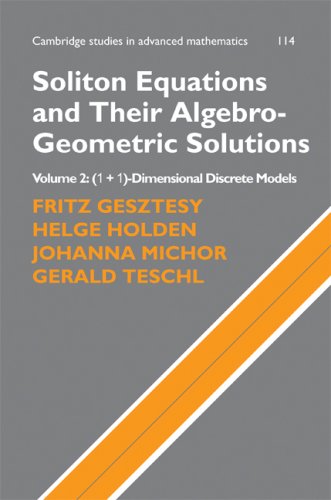 Cambridge studies in advanced mathematics 114
Soliton Equations
and Their Algebro-
Geometric Solutions
Volume 2: (1 + 1)-Dimensional Discrete Models
FRITZ GESZTESY
HELGE HOLDEN
JOHANNA MICHOR
GERALD TESCHL